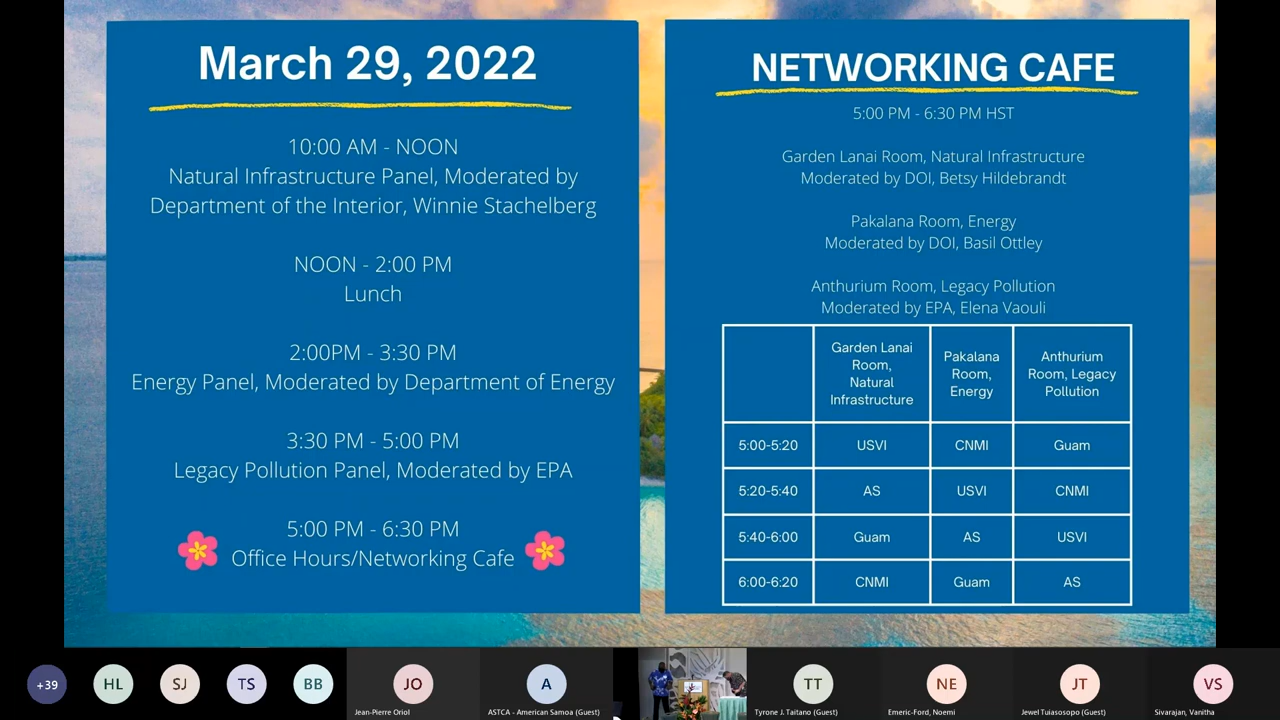 March 29, 2022
10:00 AM - NOON
Natural Infrastructure Panel, Moderated by
Department of the Interior, Winnie Stachelberg
NOON - 2:00 PM
Lunch
2:00PM - 3:30 PM
Energy Panel, Moderated by Department of Energy
3:30 PM - 5:00 PM
Legacy Pollution Panel, Moderated by EPA
5:00 PM - 6:30 PM
Office Hours/Networking Cafe
NETWORKING CAFE
5:00 PM - 6:30 PM HST
Garden Lanai Room, Natural Infrastructure
Moderated by DOI, Betsy Hildebrandt
Pakalana Room, Energy
Moderated by DOI, Basil Ottley
Anthurium Room, Legacy Pollution
Moderated by EPA, Elena Vaouli
Garden Lanai
Room,
Natural
Infrastructure
Pakalana
Room,
Energy
Anthurium
Room, Legacy
Pollution
5:00-5:20 USVI CNMI Guam
5:20-5:40 AS USVI CNMI
5:40-6:00 Guam AS USVI
6:00-6:20 CNMI Guam AS
+39 HL SJ TS BB JO A TT NE JT VS
Jean-Pierre Oriol ASTCA - American Samoa (Guest) Tyrone J. Taitano (Guest) Emeric-Ford, Noemi Jewel Tuiasosopo (Guest) Sivarajan, Vanitha